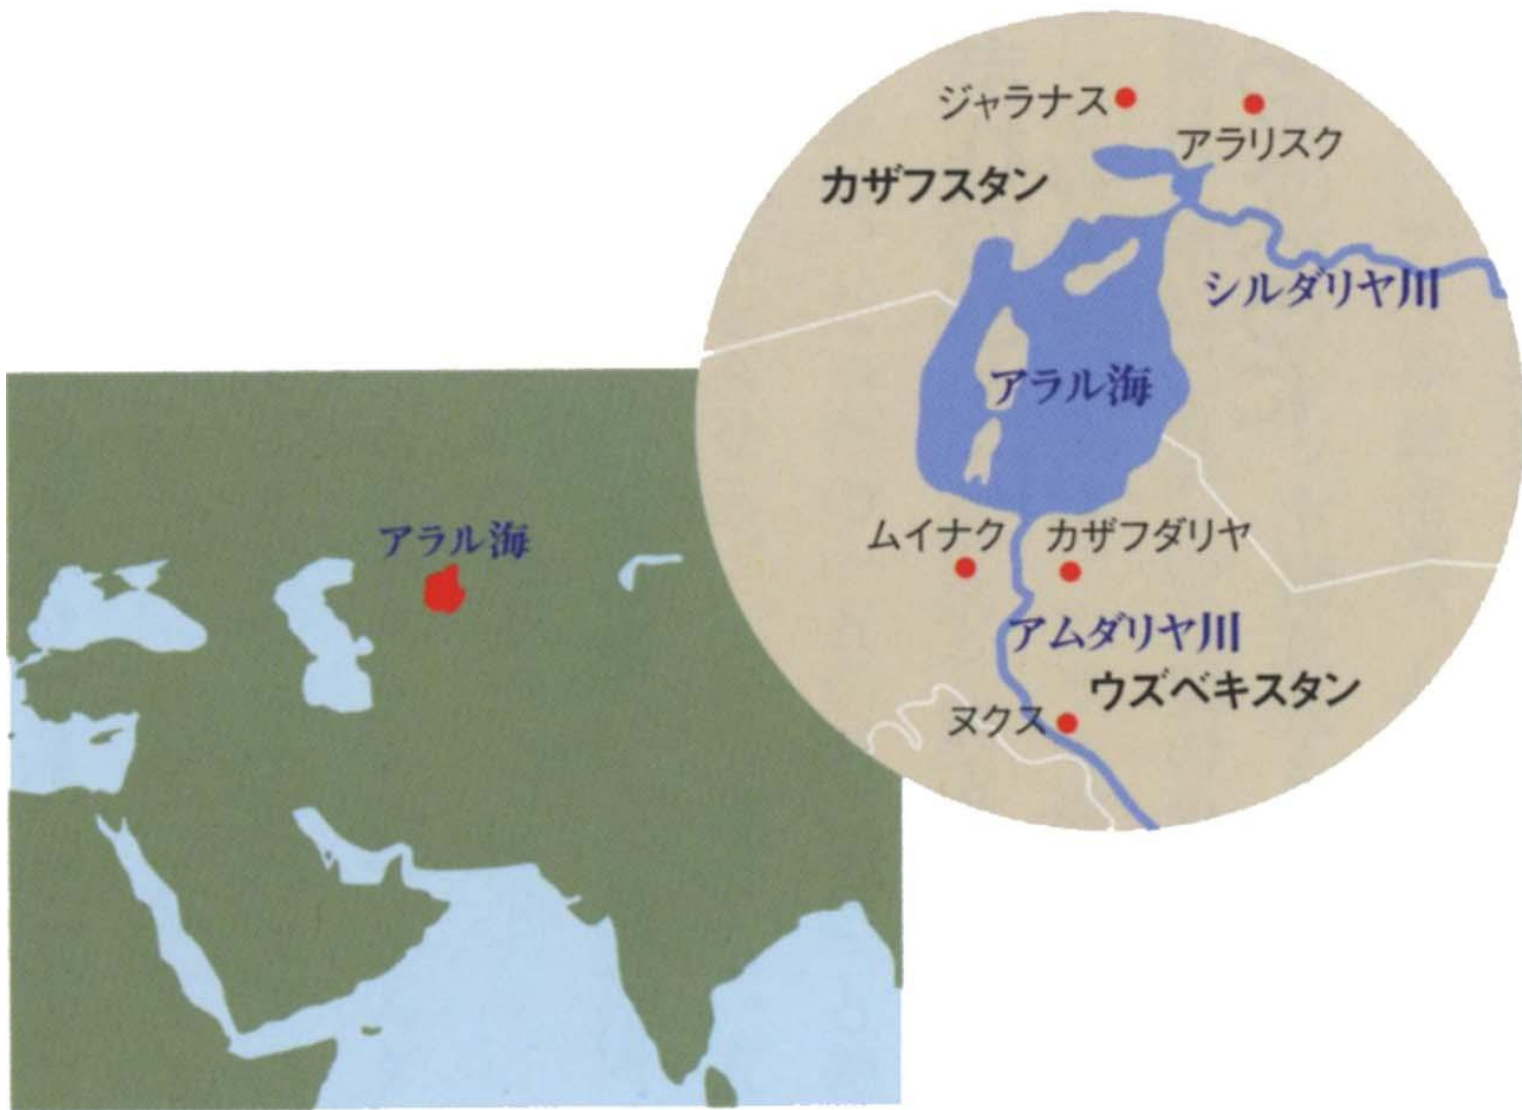 ジャラナス
アラリスク
カザフスタン
シルダリヤ川
アラル海
ムイナク
カザフダリヤ
アムダリヤ川
ウズベキスタン
ヌクス
アラル海